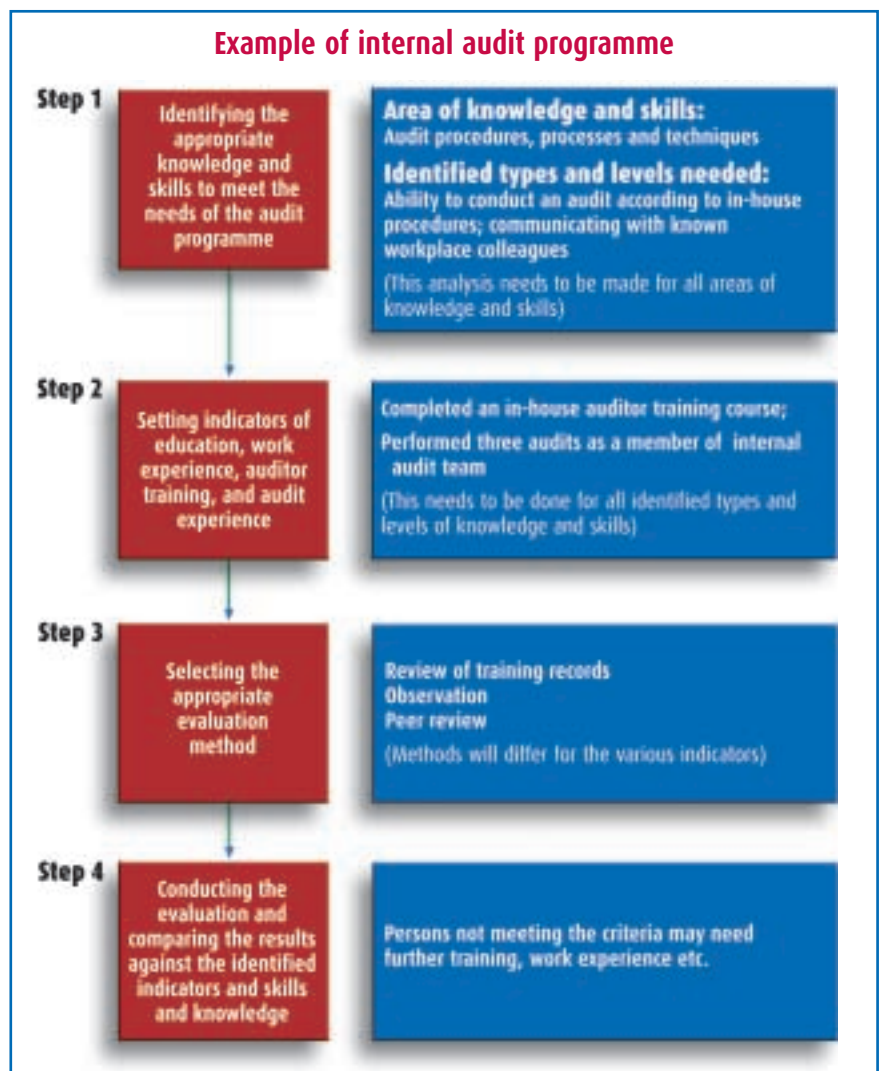 Example of internal audit programme
Step 1
Identifying the
appropriate
knowledge and
skills to meet the
needs of the audit
programme
Area of knowledge and skills:
Audit procedures, processes and techniques
Identified types and levels needed:
Ability to conduct an audit according to in-house
procedures; communicating with known
workplace colleagues
(This analysis needs to be made for all areas of
knowledge and skills)
Step 2
Setting indicators of
education, work
experience, auditor
training, and audit
experience
Completed an in-house auditor training course;
Performed three audits as a member of internal
audit team
(This needs to be done for all identified types and
levels of knowledge and skills)
Step 3
Selecting the
appropriate
evaluation
method
Review of training records
Observation
Peer review
(Methods will differ for the various indicators)
Step 4
Conducting the
evaluation and
comparing the results
against the identified
indicators and skills
and knowledge
Persons not meeting the criteria may need
further training, work experience etc.